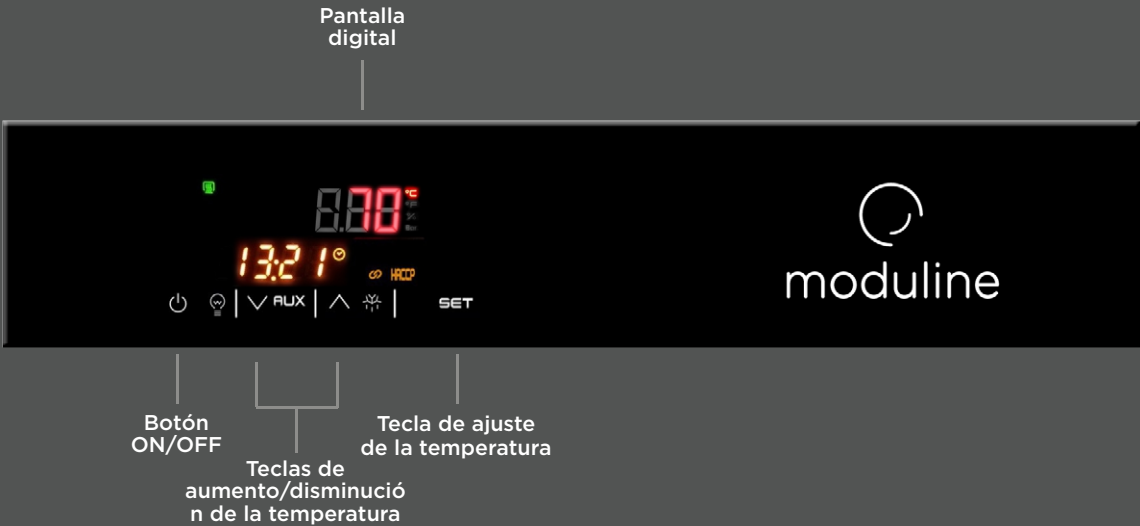 Pantalla
digital
70 °C
13:21
HACCP
AUX
SET
moduline
Botón
ON/OFF
Teclas de
aumento/disminució
n de la temperatura
Tecla de ajuste
de la temperatura